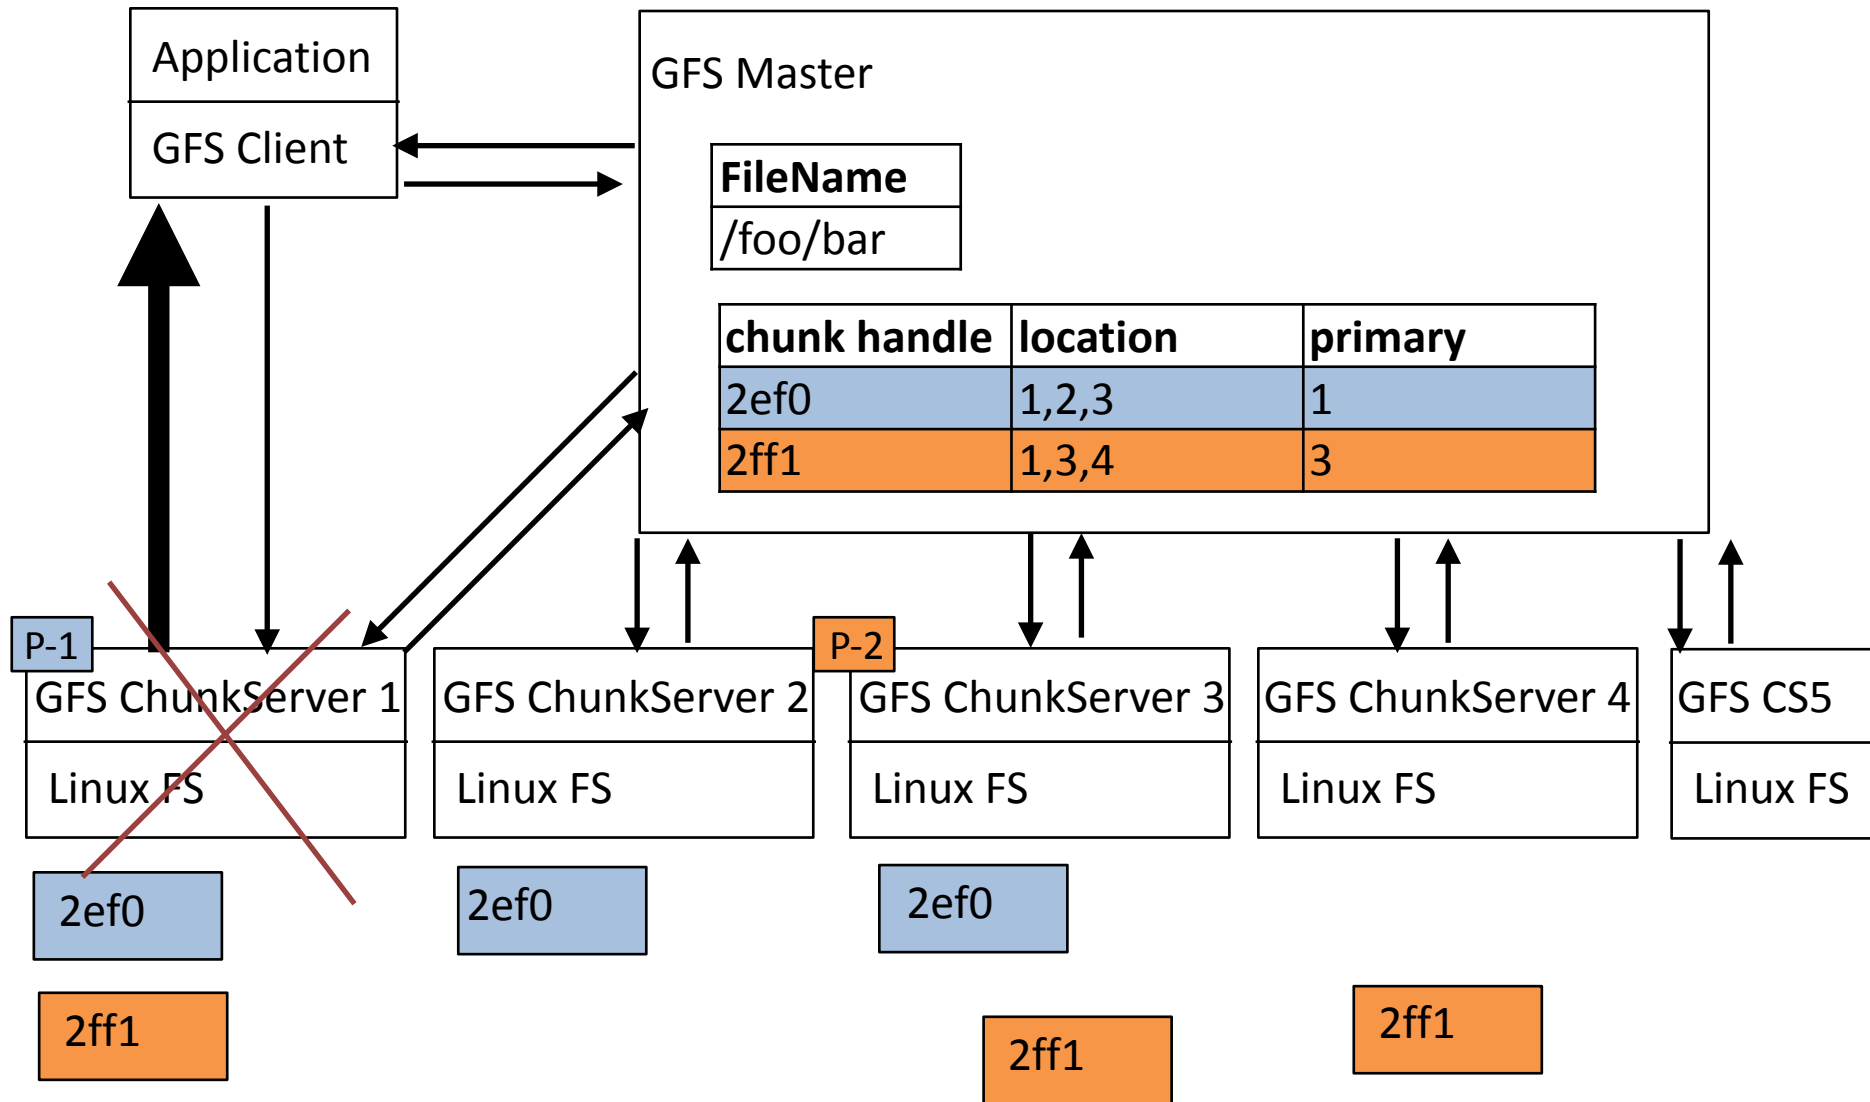 Application
GFS Client
GFS Master
FileName
/foo/bar
chunk handle location primary
2ef0 1,2,3 1
2ff1 1,3,4 3
P-1
GFS ChunkServer 1
Linux FS
2ef0
2ff1
GFS ChunkServer 2
Linux FS
2ef0
P-2
GFS ChunkServer 3
Linux FS
2ef0
2ff1
GFS ChunkServer 4
Linux FS
2ff1
GFS CS5
Linux FS